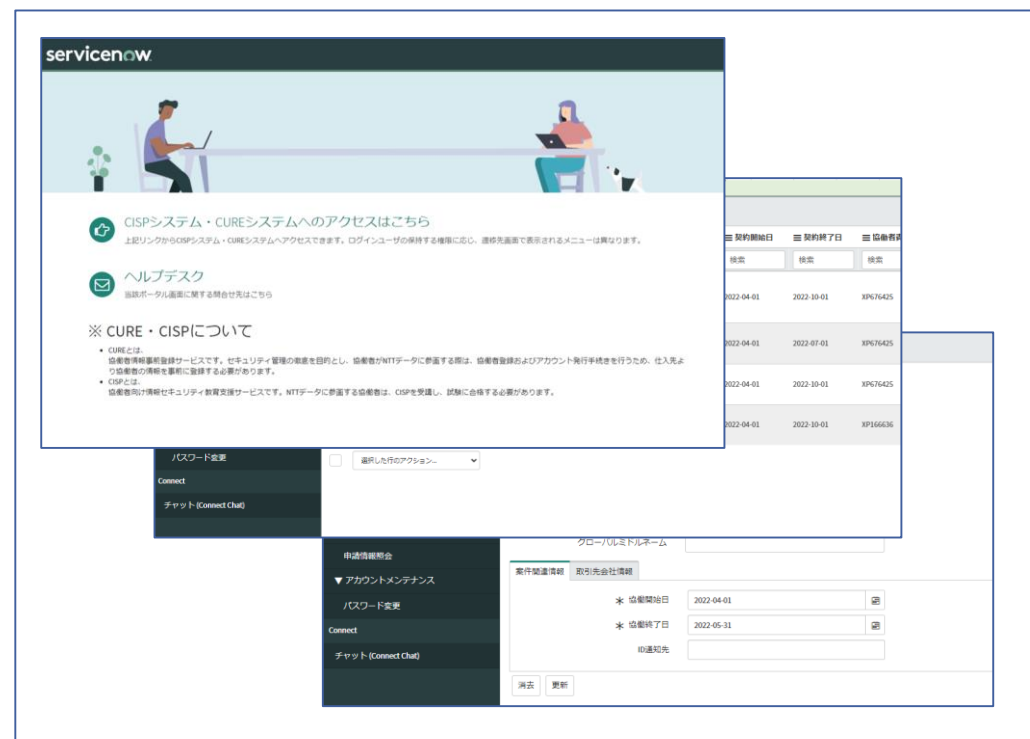 servicenow
CISPシステム・CUREシステムへのアクセスはこちら
上記リンクからCISPシステム・CUREシステムへアクセスできます。ログインユーザの保持する権限に応じ、遷移先画面で表示されるメニューは異なります。
ヘルプデスク
当該ポータル画面に関する問合せ先はこちら
※ CURE・CISPについて
• CUREとは、
協働者情報事前登録サービスです。セキュリティ管理の徹底を目的とし、協働者がNTTデータに参画する際は、協働者登録およびアカウント発行手続きを行うため、仕入先よ
り協働者の情報を事前に登録する必要があります。
• CISPとは、
協働者向け情報セキュリティ教育支援サービスです。NTTデータに参画する協働者は、CISPを受講し、試験に合格する必要があります。
契約開始日 契約終了日 協働者
検索 検索 検索
2022-04-01 2022-10-01 XP676425
2022-04-01 2022-07-01 XP676425
2022-04-01 2022-10-01 XP676425
2022-04-01 2022-10-01 XP166636
パスワード変更
選択した行のアクション...
Connect
チャット (Connect Chat)
グローバルミドルネーム
申請情報照会
案件関連情報 取引先会社情報
▼ アカウントメンテナンス
＊ 協働開始日 2022-04-01
パスワード変更
＊ 協働終了日 2022-05-31
Connect
ID通知先
チャット (Connect Chat)
消去 更新